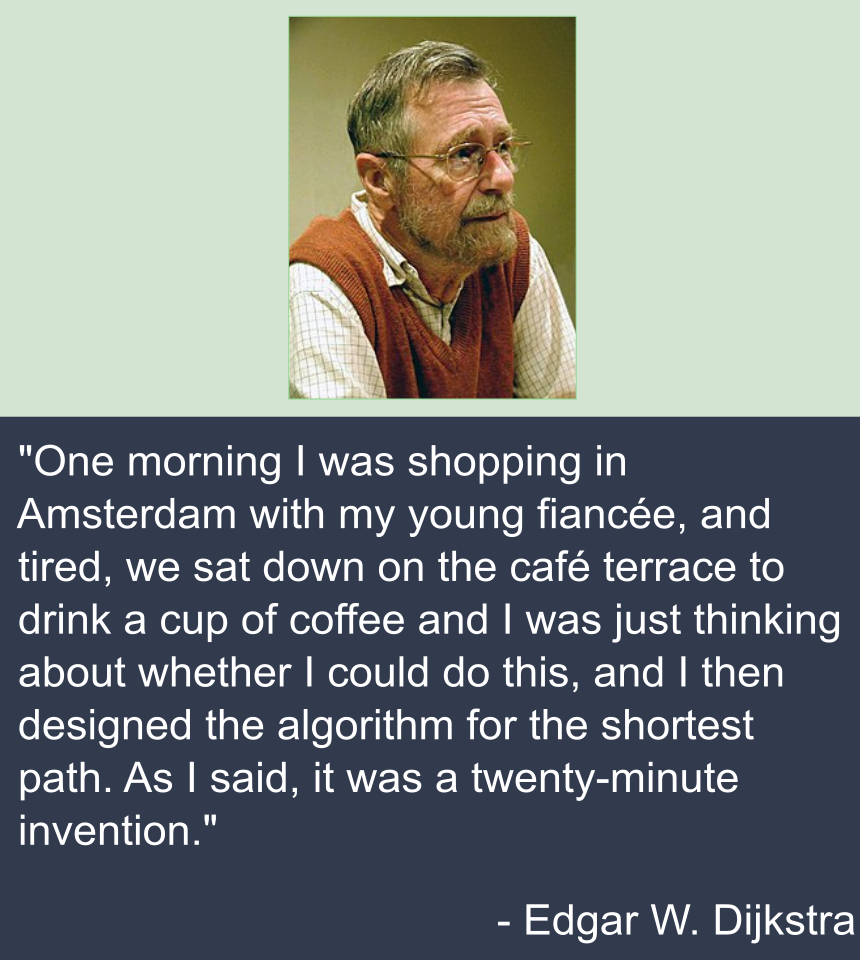 "One morning I was shopping in
Amsterdam with my young fiancée, and
tired, we sat down on the café terrace to
drink a cup of coffee and I was just thinking
about whether I could do this, and I then
designed the algorithm for the shortest
path. As I said, it was a twenty-minute
invention."
- Edgar W. Dijkstra